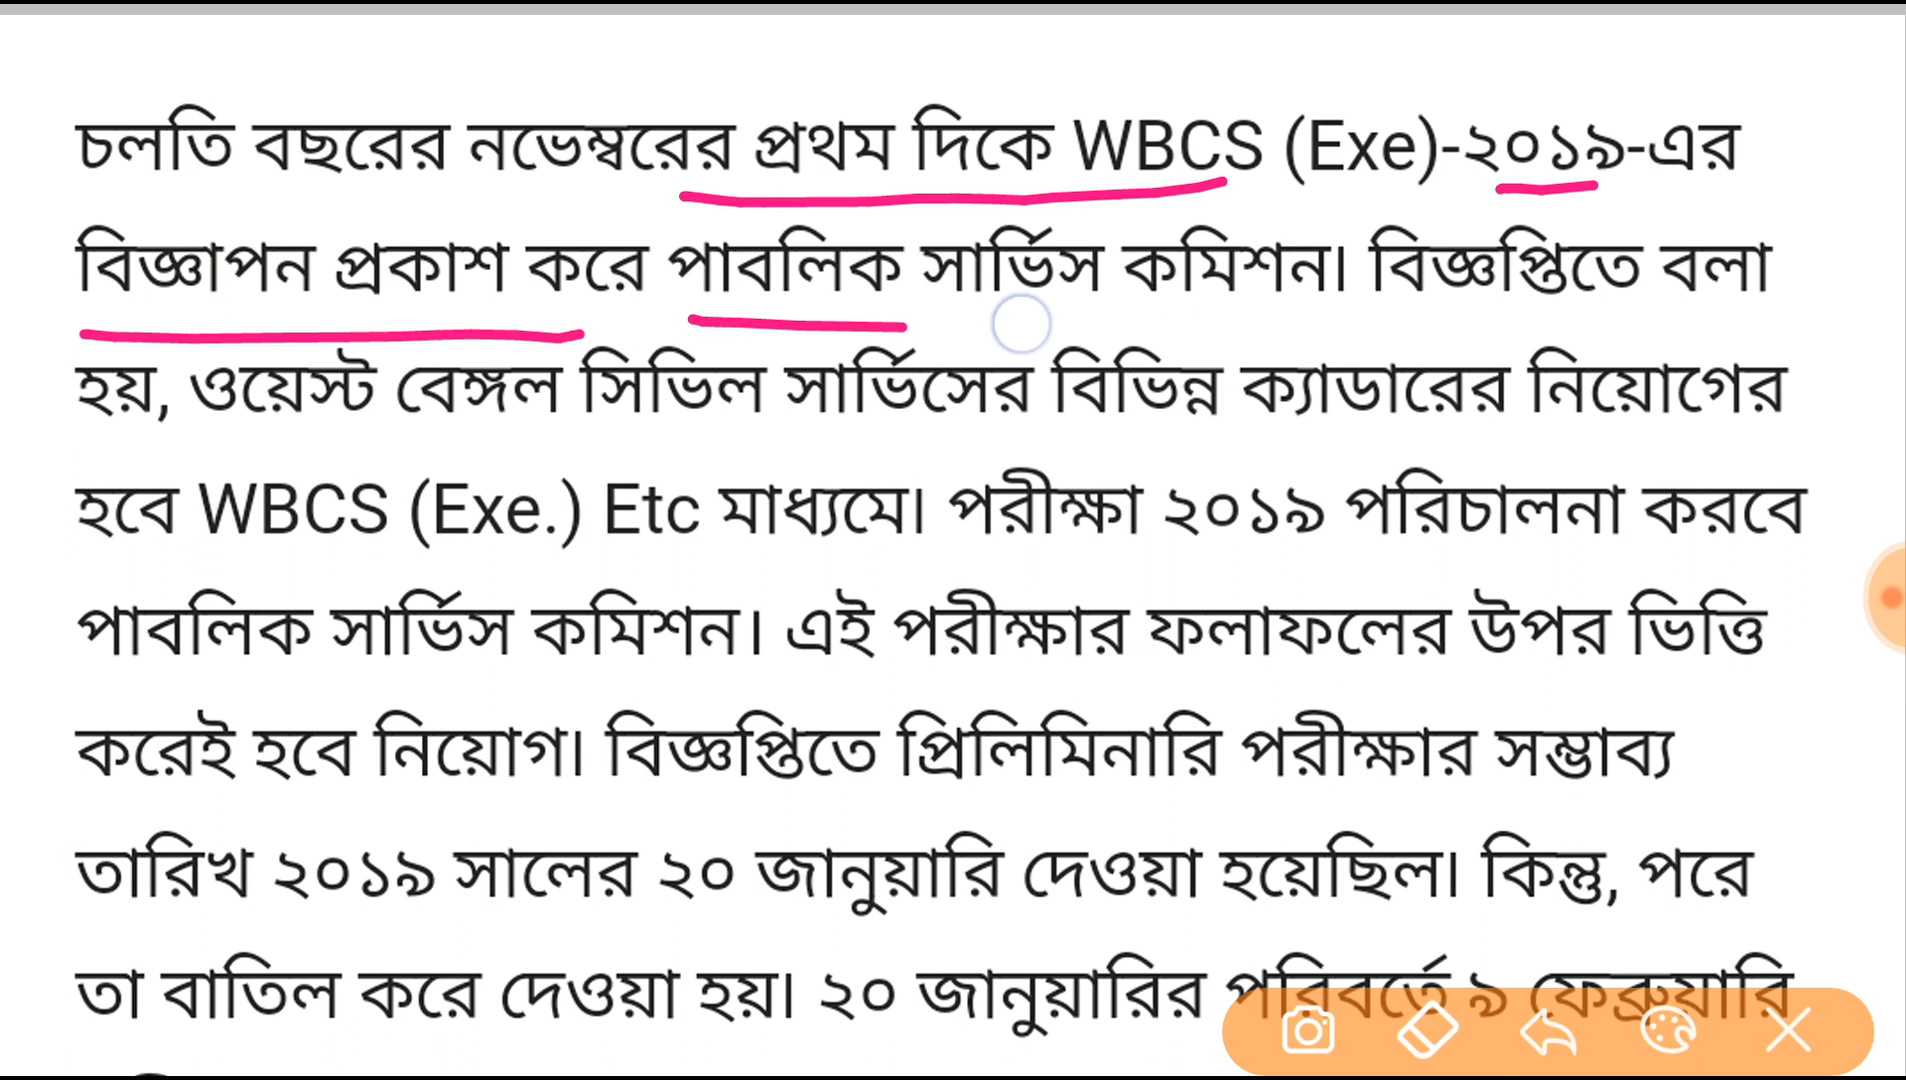 চলতি বছরের নভেম্বরের প্রথম দিকে WBCS (Exe)-২০১৯-এর
বিজ্ঞাপন প্রকাশ করে পাবলিক সার্ভিস কমিশন। বিজ্ঞপ্তিতে বলা
হয়, ওয়েস্ট বেঙ্গল সিভিল সার্ভিসের বিভিন্ন ক্যাডারের নিয়োগের
হবে WBCS (Exe.) Etc মাধ্যমে। পরীক্ষা ২০১৯ পরিচালনা করবে
পাবলিক সার্ভিস কমিশন। এই পরীক্ষার ফলাফলের উপর ভিত্তি
করেই হবে নিয়োগ। বিজ্ঞপ্তিতে প্রিলিমিনারি পরীক্ষার সম্ভাব্য
তারিখ ২০১৯ সালের ২০ জানুয়ারি দেওয়া হয়েছিল। কিন্তু, পরে
তা বাতিল করে দেওয়া হয়। ২০ জানুয়ারির পরিবর্তে ৯ ফেব্রুয়ারি